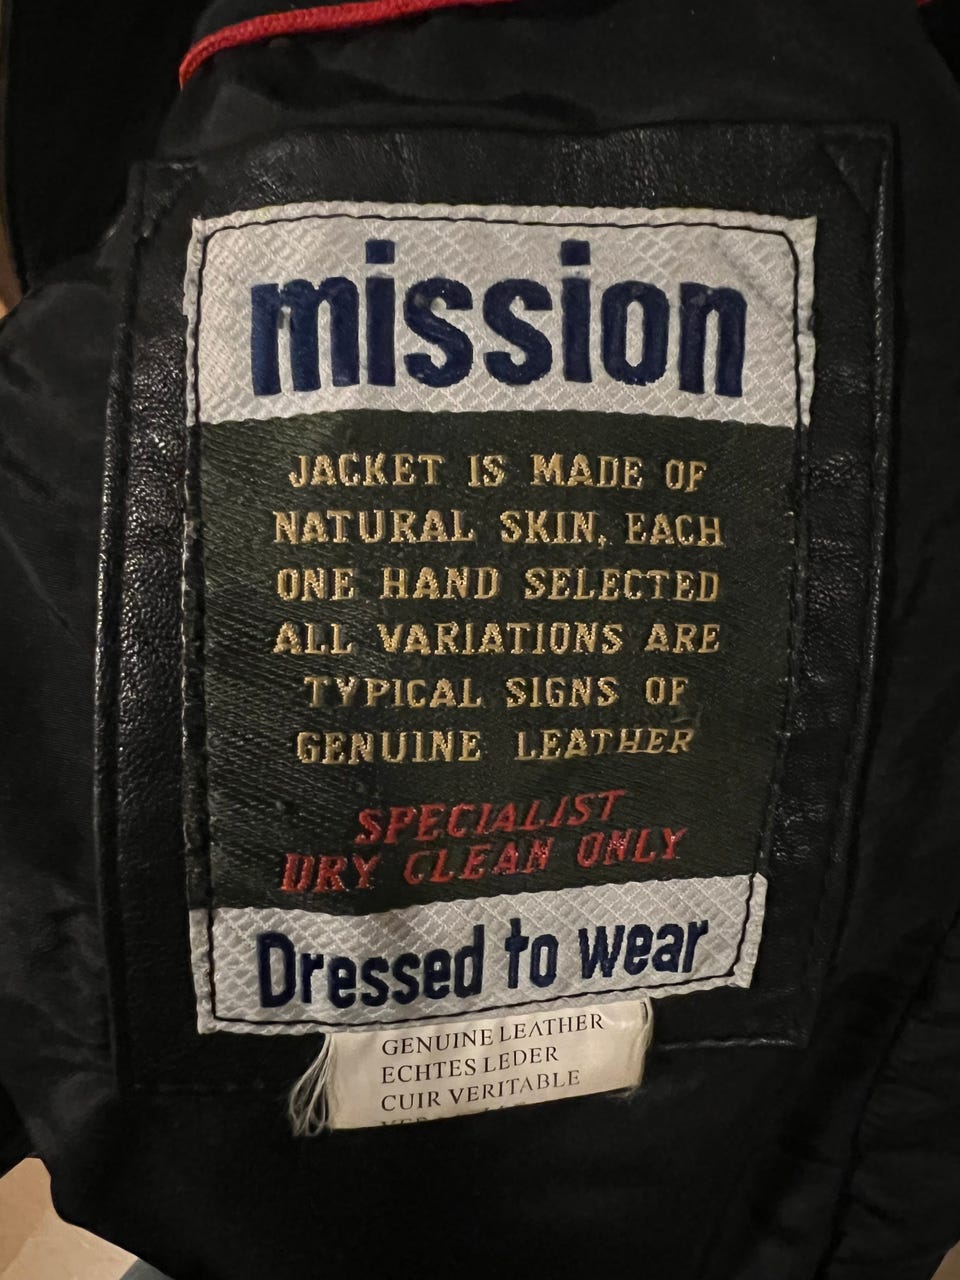 mission
JACKET IS MADE OF
NATURAL SKIN, EACH
ONE HAND SELECTED
ALL VARIATIONS ARE
TYPICAL SIGNS OF
GENUINE LEATHER
SPECIALIST
DRY CLEAN ONLY
Dressed to wear
GENUINE LEATHER
ECHTES LEDER
CUIR VERITABLE